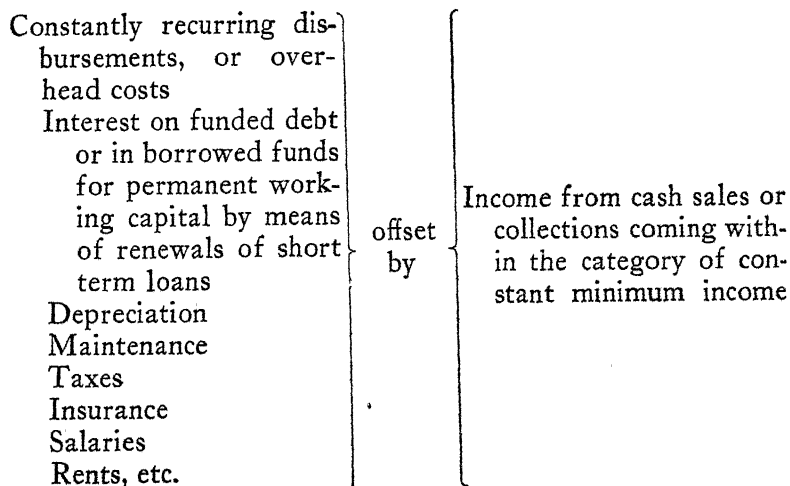 Constantly recurring dis-
bursements, or over-
head costs
Interest on funded debt
or in borrowed funds
for permanent work-
ing capital by means
of renewals of short
term loans
Depreciation
Maintenance
Taxes
Insurance
Salaries
Rents, etc.
offset
by
Income from cash sales or
collections coming with-
in the category of con-
stant minimum income